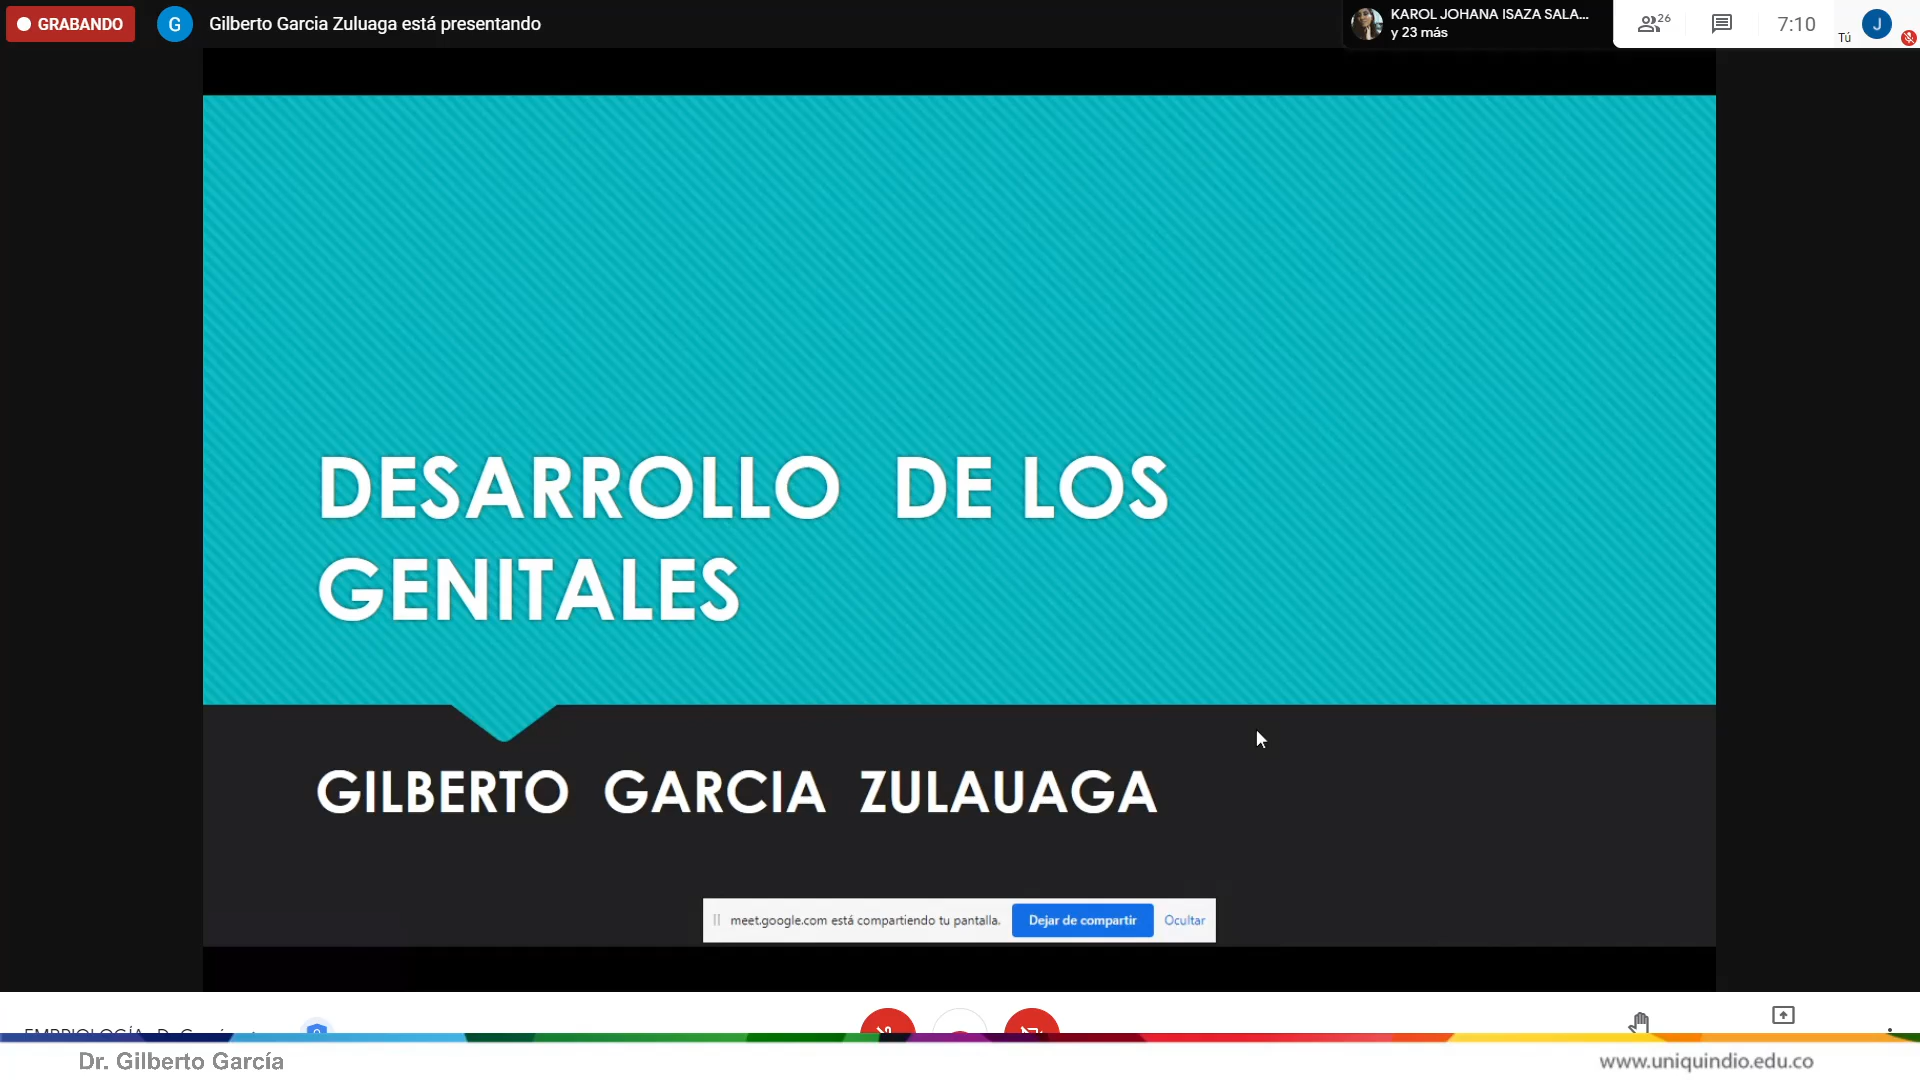 GRABANDO
G
Gilberto Garcia Zuluaga está presentando
KAROL JOHANA ISAZA SALA...
y 23 más
26
7:10
Tú
J
DESARROLLO DE LOS
GENITALES
GILBERTO GARCIA ZULAUAGA
meet.google.com está compartiendo tu pantalla.
Dejar de compartir
Ocultar
EMBRIOLOGÍA
Dr. Gilberto García
www.uniquindio.edu.co